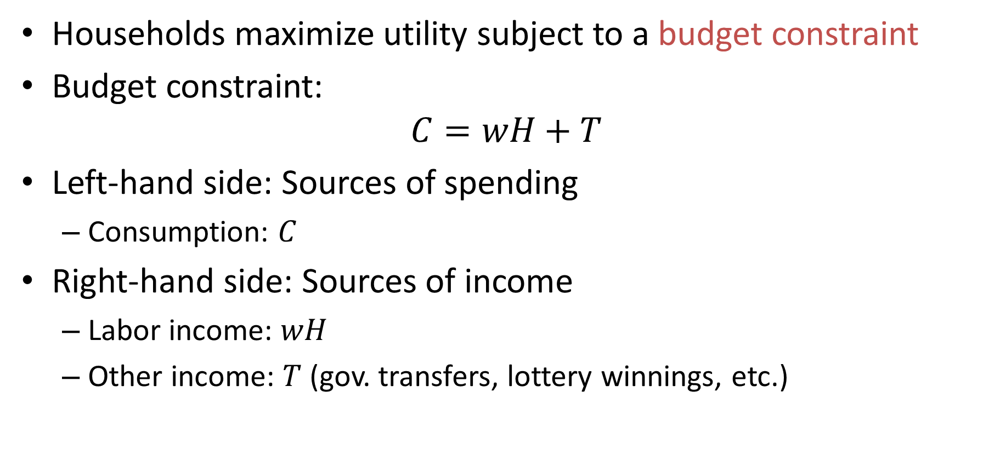 • Households maximize utility subject to a budget constraint
• Budget constraint:
C = wH + T
• Left-hand side: Sources of spending
– Consumption: C
• Right-hand side: Sources of income
– Labor income: wH
– Other income: T (gov. transfers, lottery winnings, etc.)